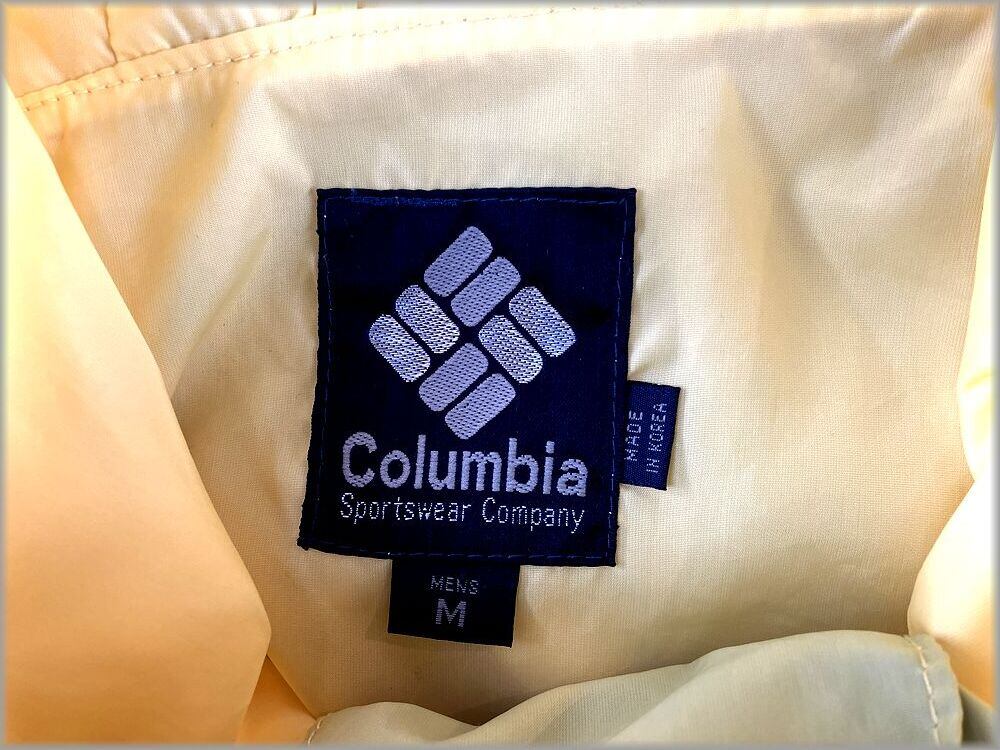 Columbia
Sportswear Company
MADE
IN KOREA
MENS
M